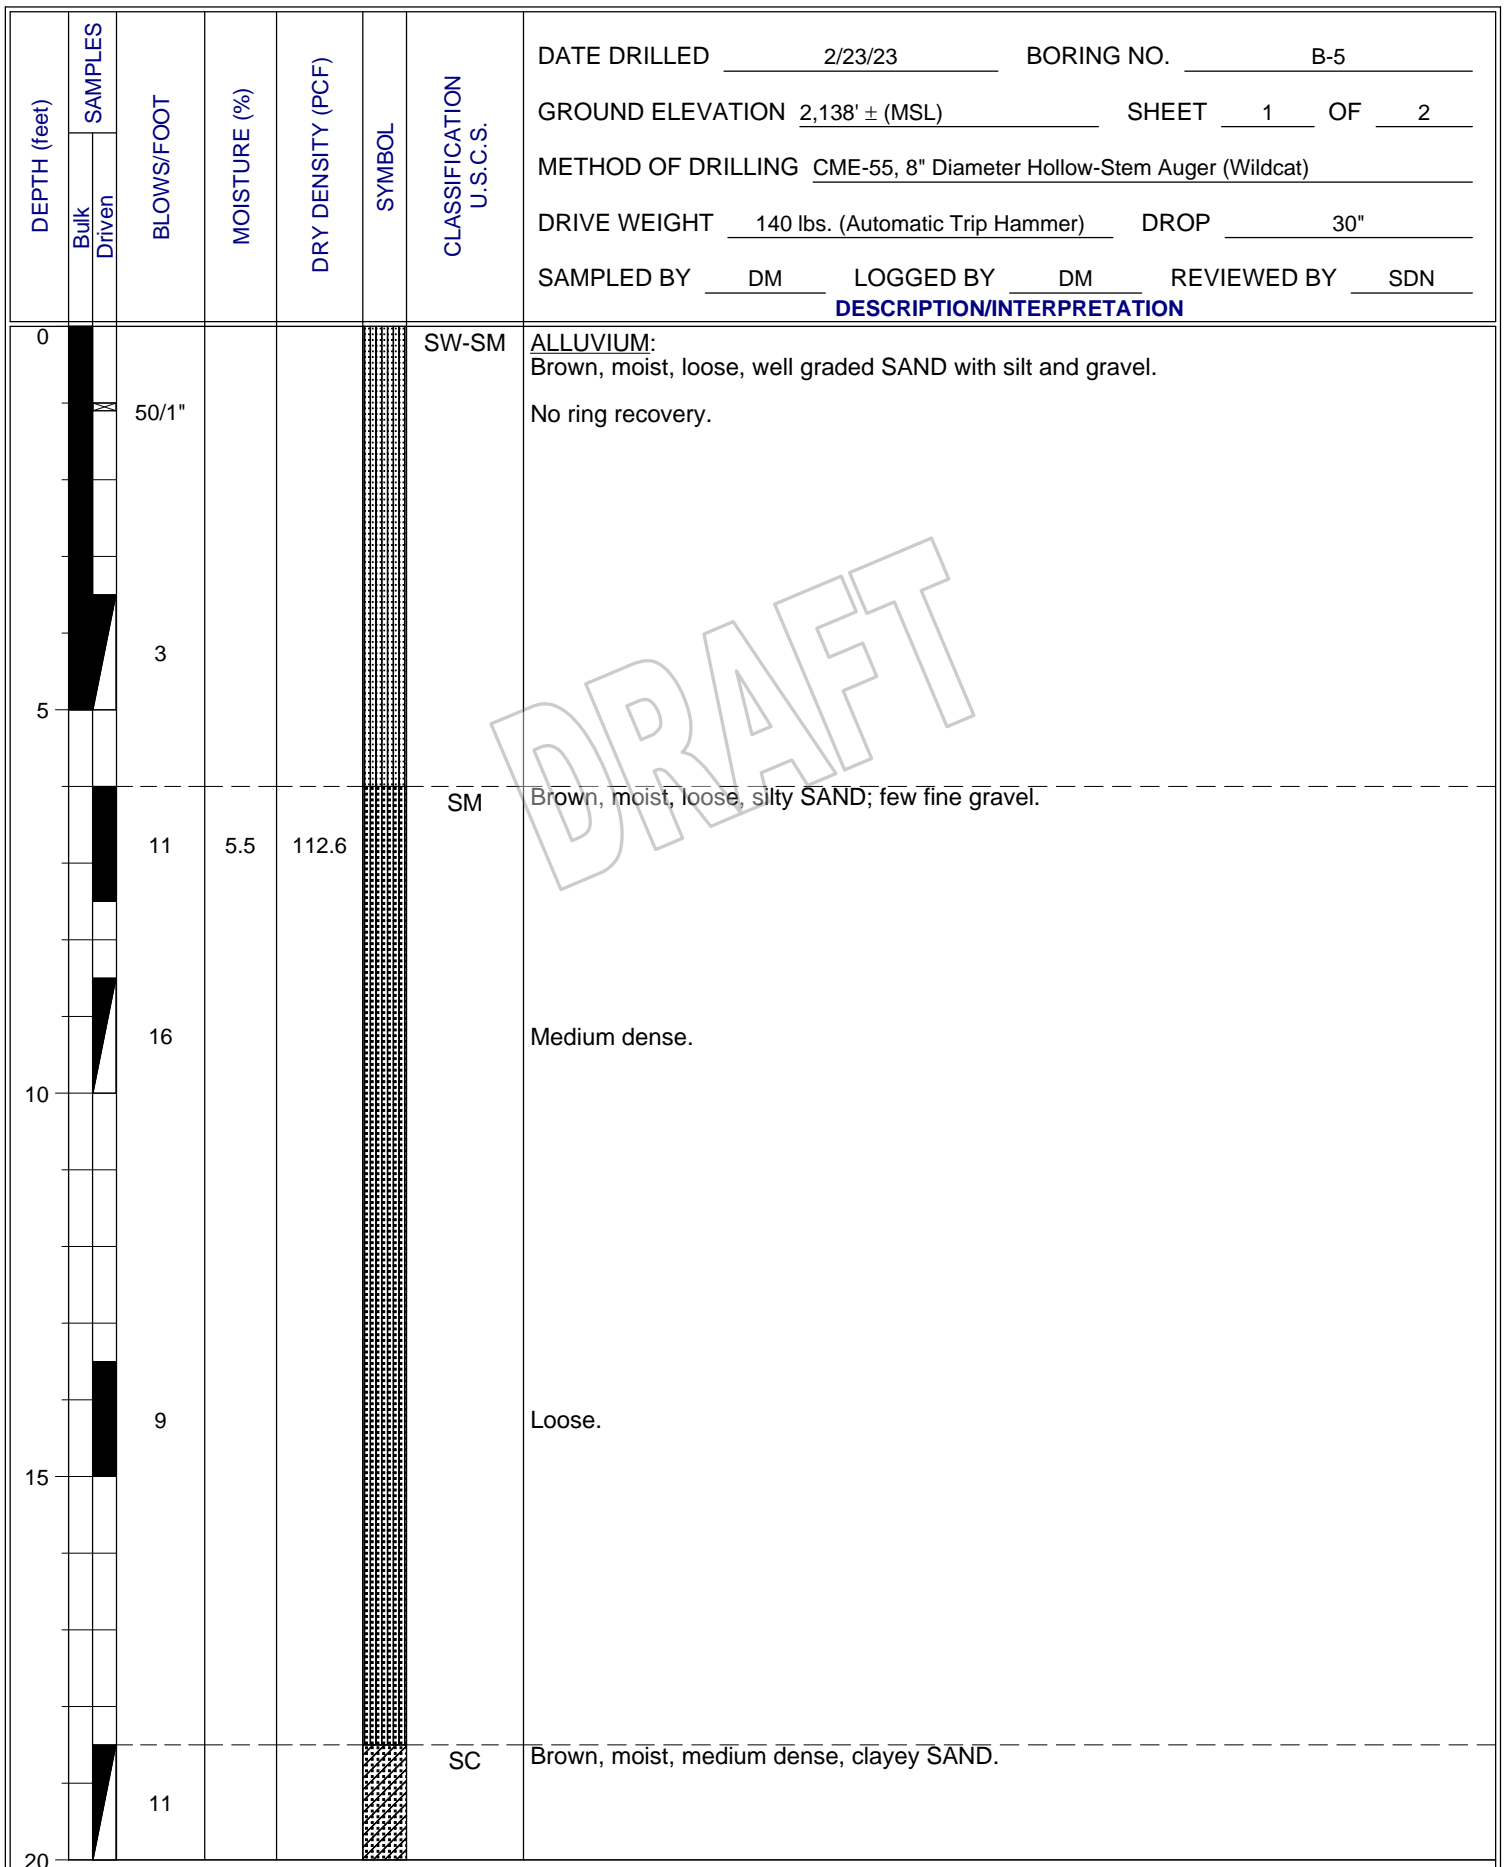 DEPTH (feet)
SAMPLES
Bulk
Driven
BLOWS/FOOT
MOISTURE (%)
DRY DENSITY (PCF)
SYMBOL
CLASSIFICATION
U.S.C.S.
DATE DRILLED 2/23/23 BORING NO. B-5
GROUND ELEVATION 2,138' ± (MSL) SHEET 1 OF 2
METHOD OF DRILLING CME-55, 8" Diameter Hollow-Stem Auger (Wildcat)
DRIVE WEIGHT 140 lbs. (Automatic Trip Hammer) DROP 30"
SAMPLED BY DM LOGGED BY DM REVIEWED BY SDN
DESCRIPTION/INTERPRETATION
0 SW-SM ALLUVIUM:
Brown, moist, loose, well graded SAND with silt and gravel.
50/1" No ring recovery.
3
5
SM Brown, moist, loose, silty SAND; few fine gravel.
11 5.5 112.6
16 Medium dense.
10
9 Loose.
15
SC Brown, moist, medium dense, clayey SAND.
11
20
DRAFT